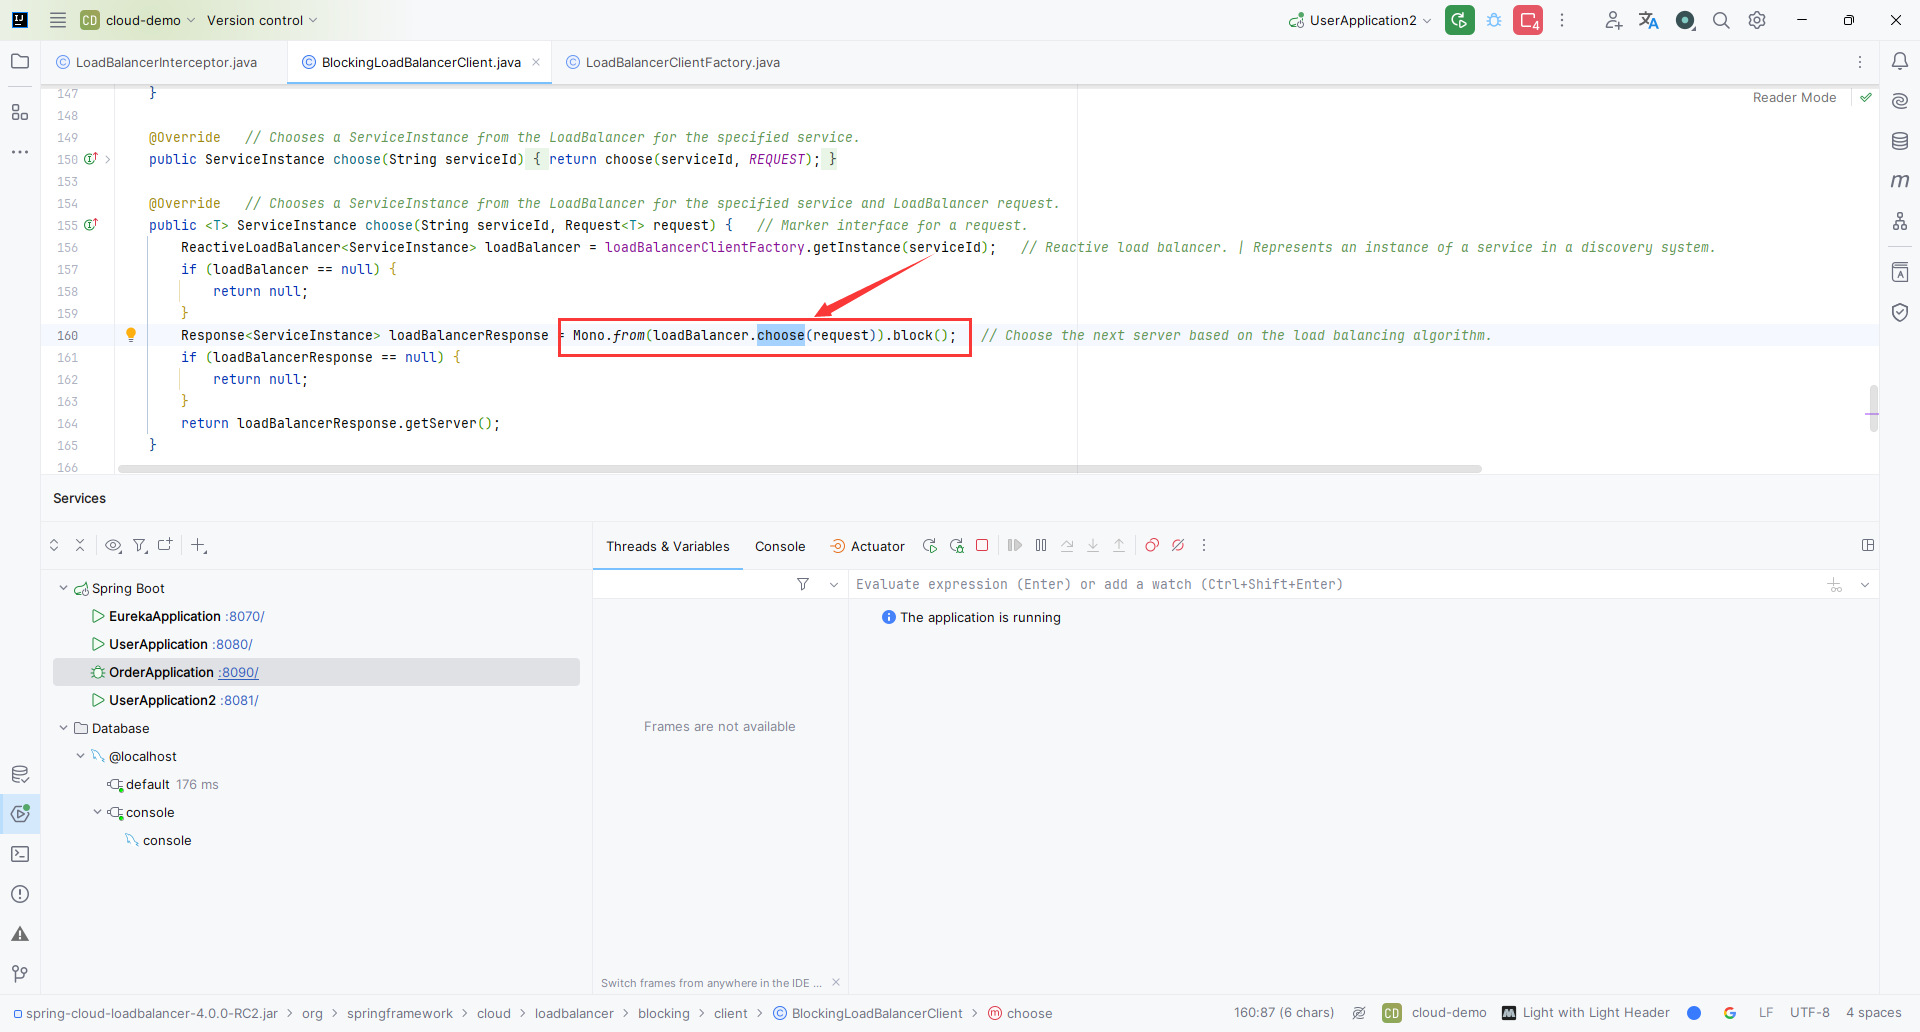 CD cloud-demo Version control UserApplication2 4
LoadBalancerInterceptor.java BlockingLoadBalancerClient.java LoadBalancerClientFactory.java
Reader Mode
147 }
148
149 @Override // Chooses a ServiceInstance from the LoadBalancer for the specified service.
150 public ServiceInstance choose(String serviceId) { return choose(serviceId, REQUEST); }
153
154 @Override // Chooses a ServiceInstance from the LoadBalancer for the specified service and LoadBalancer request.
155 public <T> ServiceInstance choose(String serviceId, Request<T> request) { // Marker interface for a request.
156 ReactiveLoadBalancer<ServiceInstance> loadBalancer = loadBalancerClientFactory.getInstance(serviceId); // Reactive load balancer. | Represents an instance of a service in a discovery system.
157 if (loadBalancer == null) {
158 return null;
159 }
160 Response<ServiceInstance> loadBalancerResponse = Mono.from(loadBalancer.choose(request)).block(); // Choose the next server based on the load balancing algorithm.
161 if (loadBalancerResponse == null) {
162 return null;
163 }
164 return loadBalancerResponse.getServer();
165 }
166
Services
Threads & Variables Console Actuator
Evaluate expression (Enter) or add a watch (Ctrl+Shift+Enter)
The application is running
Spring Boot
EurekaApplication :8070/
UserApplication :8080/
OrderApplication :8090/
UserApplication2 :8081/
Database
@localhost
default 176 ms
console
console
Frames are not available
Switch frames from anywhere in the IDE ...
spring-cloud-loadbalancer-4.0.0-RC2.jar > org > springframework > cloud > loadbalancer > blocking > client > BlockingLoadBalancerClient > choose 160:87 (6 chars) CD cloud-demo Light with Light Header LF UTF-8 4 spaces